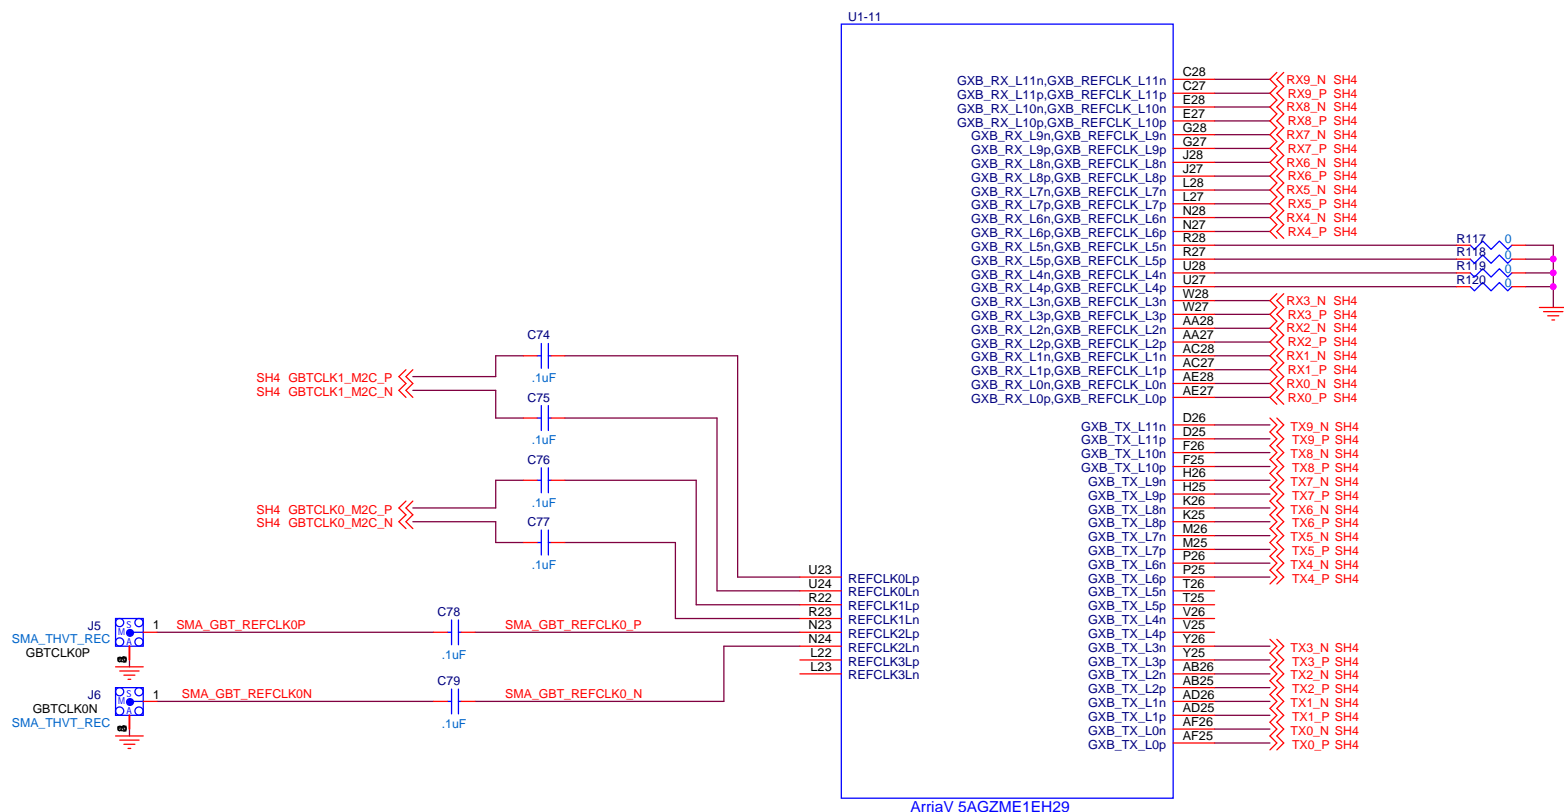 U1-11
GXB_RX_L11n,GXB_REFCLK_L11n C28 RX9_N SH4
GXB_RX_L11p,GXB_REFCLK_L11p C27 RX9_P SH4
GXB_RX_L10n,GXB_REFCLK_L10n E28 RX8_N SH4
GXB_RX_L10p,GXB_REFCLK_L10p E27 RX8_P SH4
GXB_RX_L9n,GXB_REFCLK_L9n G28 RX7_N SH4
GXB_RX_L9p,GXB_REFCLK_L9p G27 RX7_P SH4
GXB_RX_L8n,GXB_REFCLK_L8n J28 RX6_N SH4
GXB_RX_L8p,GXB_REFCLK_L8p J27 RX6_P SH4
GXB_RX_L7n,GXB_REFCLK_L7n L28 RX5_N SH4
GXB_RX_L7p,GXB_REFCLK_L7p L27 RX5_P SH4
GXB_RX_L6n,GXB_REFCLK_L6n N28 RX4_N SH4
GXB_RX_L6p,GXB_REFCLK_L6p N27 RX4_P SH4
GXB_RX_L5n,GXB_REFCLK_L5n R28 R117 0
GXB_RX_L5p,GXB_REFCLK_L5p R27 R118 0
GXB_RX_L4n,GXB_REFCLK_L4n U28 R119 0
GXB_RX_L4p,GXB_REFCLK_L4p U27 R120 0
GXB_RX_L3n,GXB_REFCLK_L3n W28 RX3_N SH4
GXB_RX_L3p,GXB_REFCLK_L3p W27 RX3_P SH4
GXB_RX_L2n,GXB_REFCLK_L2n AA28 RX2_N SH4
GXB_RX_L2p,GXB_REFCLK_L2p AA27 RX2_P SH4
GXB_RX_L1n,GXB_REFCLK_L1n AC28 RX1_N SH4
GXB_RX_L1p,GXB_REFCLK_L1p AC27 RX1_P SH4
GXB_RX_L0n,GXB_REFCLK_L0n AE28 RX0_N SH4
GXB_RX_L0p,GXB_REFCLK_L0p AE27 RX0_P SH4
GXB_TX_L11n D26 TX9_N SH4
GXB_TX_L11p D25 TX9_P SH4
GXB_TX_L10n F26 TX8_N SH4
GXB_TX_L10p F25 TX8_P SH4
GXB_TX_L9n H26 TX7_N SH4
GXB_TX_L9p H25 TX7_P SH4
GXB_TX_L8n K26 TX6_N SH4
GXB_TX_L8p K25 TX6_P SH4
GXB_TX_L7n M26 TX5_N SH4
GXB_TX_L7p M25 TX5_P SH4
GXB_TX_L6n P26 TX4_N SH4
GXB_TX_L6p P25 TX4_P SH4
GXB_TX_L5n T26
GXB_TX_L5p T25
GXB_TX_L4n V26
GXB_TX_L4p V25
GXB_TX_L3n Y26 TX3_N SH4
GXB_TX_L3p Y25 TX3_P SH4
GXB_TX_L2n AB26 TX2_N SH4
GXB_TX_L2p AB25 TX2_P SH4
GXB_TX_L1n AD26 TX1_N SH4
GXB_TX_L1p AD25 TX1_P SH4
GXB_TX_L0n AF26 TX0_N SH4
GXB_TX_L0p AF25 TX0_P SH4
C74
.1uF
SH4 GBTCLK1_M2C_P
SH4 GBTCLK1_M2C_N
C75
.1uF
C76
.1uF
SH4 GBTCLK0_M2C_P
SH4 GBTCLK0_M2C_N
C77
.1uF
U23 REFCLK0Lp
U24 REFCLK0Ln
R22 REFCLK1Lp
R23 REFCLK1Ln
N23 REFCLK2Lp
N24 REFCLK2Ln
L22 REFCLK3Lp
L23 REFCLK3Ln
J5
SMA_THVT_REC
GBTCLK0P
S
M
A
1 SMA_GBT_REFCLK0P
C78
.1uF
SMA_GBT_REFCLK0_P
J6
GBTCLK0N
SMA_THVT_REC
S
M
A
1 SMA_GBT_REFCLK0N
C79
.1uF
SMA_GBT_REFCLK0_N
ArriaV 5AGZME1EH29